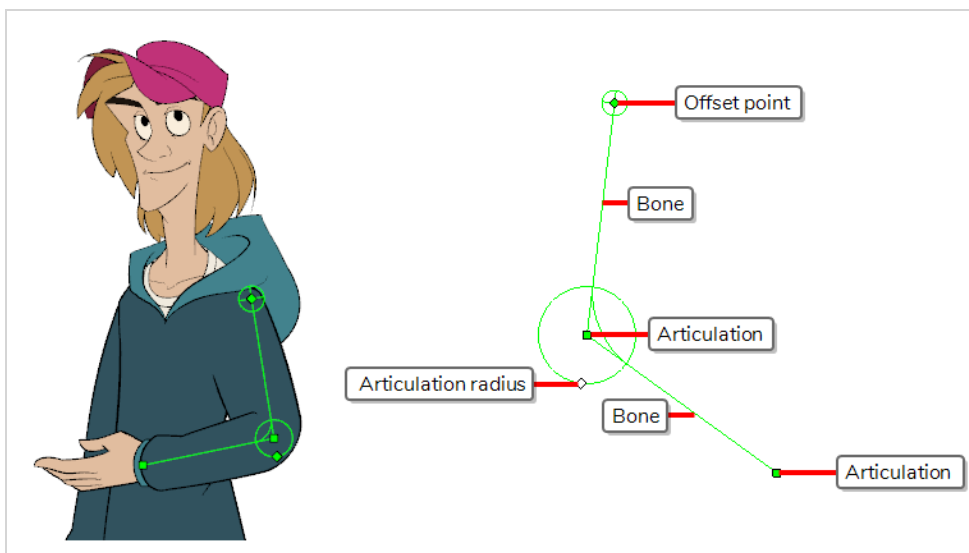 Offset point
Bone
Articulation
Articulation radius
Bone
Articulation